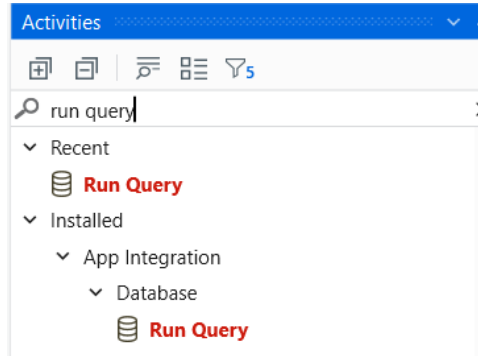 Activities
5
run query
Recent
Run Query
Installed
App Integration
Database
Run Query